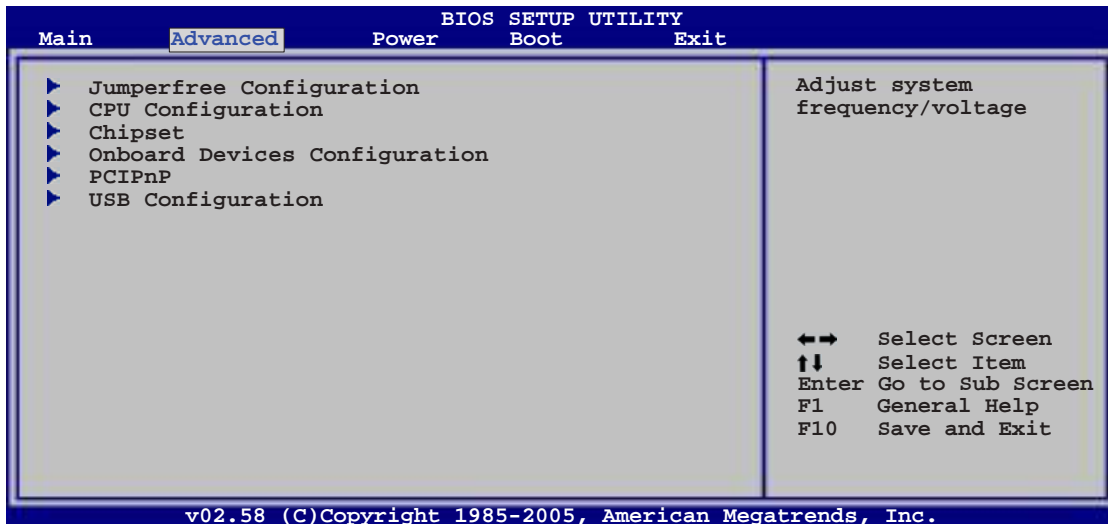 BIOS SETUP UTILITY
Main Advanced Power Boot Exit
Jumperfree Configuration
CPU Configuration
Chipset
Onboard Devices Configuration
PCIPnP
USB Configuration
Adjust system
frequency/voltage
←→ Select Screen
↑↓ Select Item
Enter Go to Sub Screen
F1 General Help
F10 Save and Exit
v02.58 (C)Copyright 1985-2005, American Megatrends, Inc.